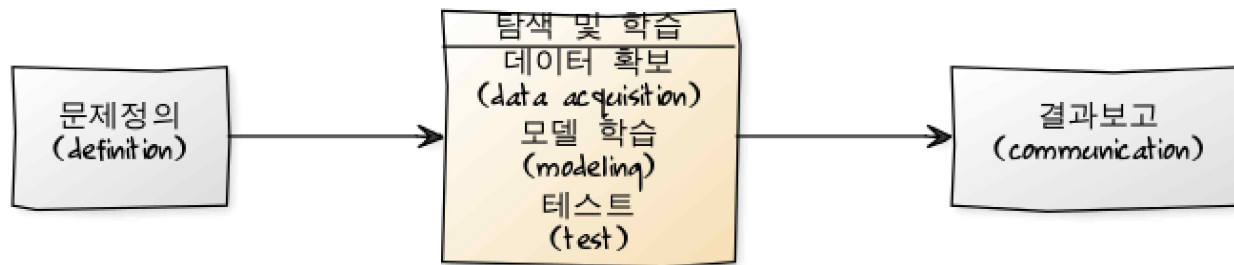 문제정의
(definition)
탐색 및 학습
데이터 확보
(data acquisition)
모델 학습
(modeling)
테스트
(test)
결과보고
(communication)